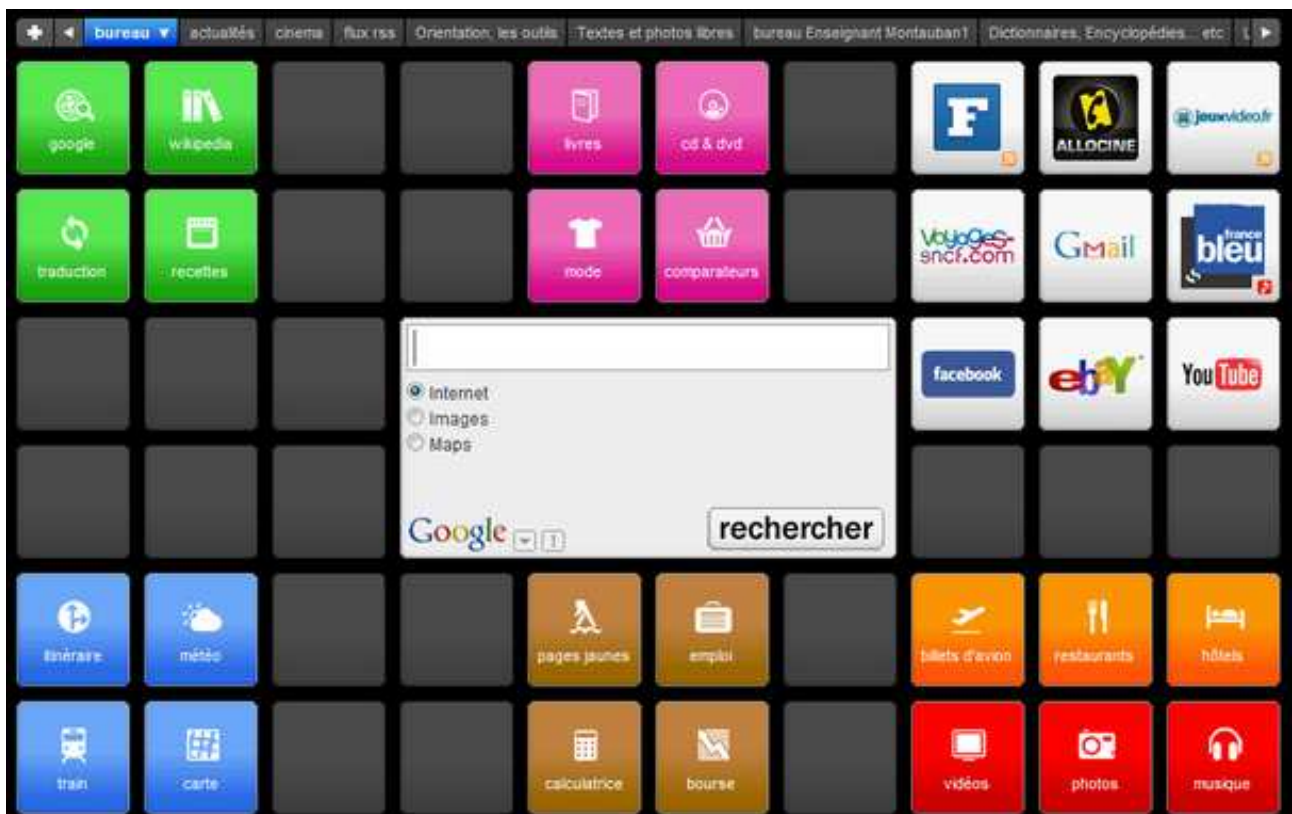 bureau ▼ actualités cinema flux rss Orientation, les outils Textes et photos libres bureau Enseignant Montauban1 Dictionnaires, Encyclopédies... etc
google wikipedia livres cd & dvd F ALLOCINE jeuxvideo.fr
traduction recettes mode comparateurs Voyages-sncf.com Gmail france bleu
facebook ebay YouTube
Internet
Images
Maps
Google rechercher
itinéraire météo pages jaunes emploi billets d'avion restaurants hôtels
train carte calculatrice bourse vidéos photos musique